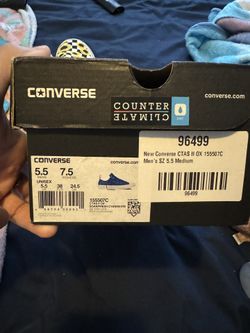 CONVERSE
CLIMATE
COUNTER
converse.com
96499
New Converse CTAS II OX 155507C
Men's SZ 5.5 Medium
96499
CONVERSE
converse.com
5.5
7.5
UNISEX
5.5
38
24.5
155507C